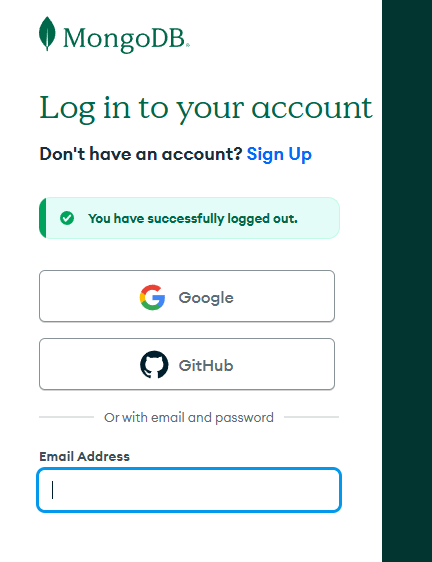 MongoDB®
Log in to your account
Don't have an account? Sign Up
You have successfully logged out.
Google
GitHub
Or with email and password
Email Address